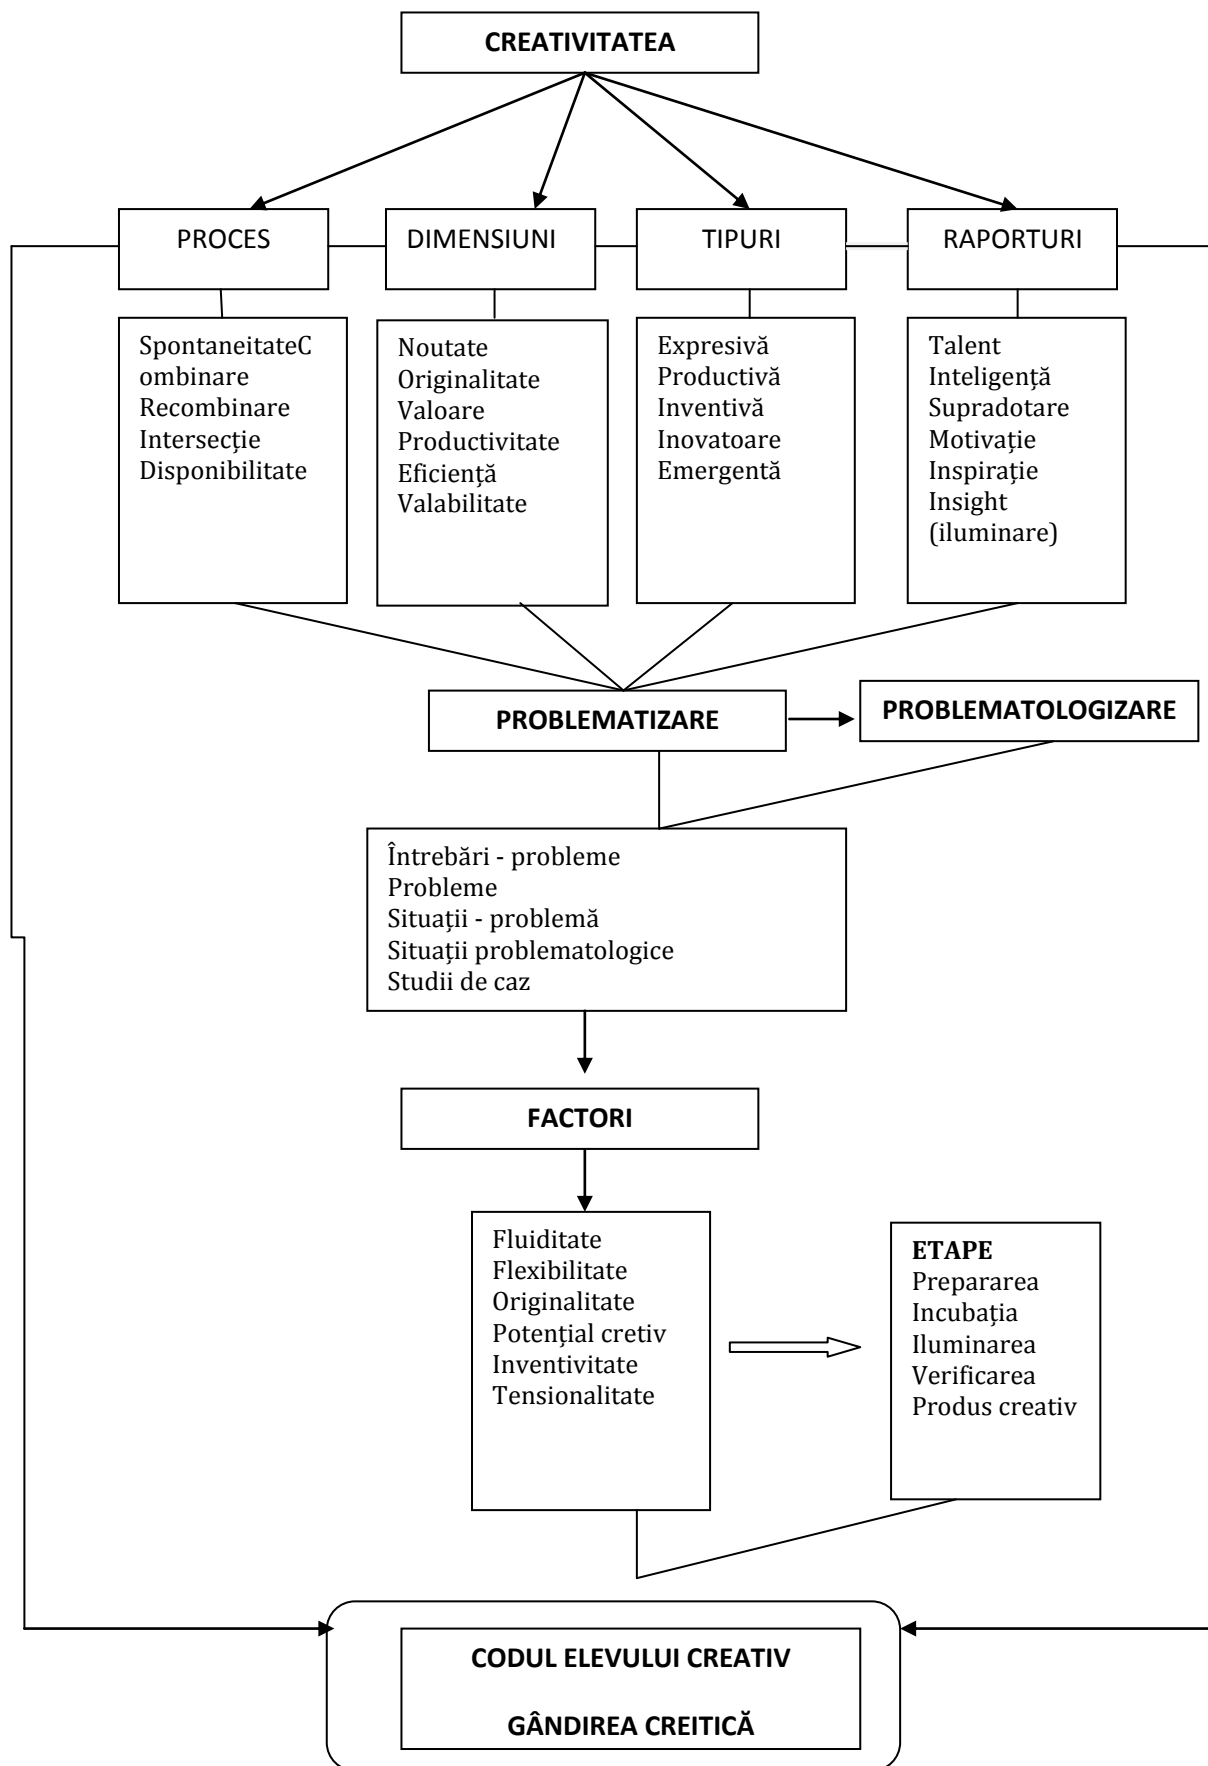 CREATIVITATEA
PROCES
DIMENSIUNI
TIPURI
RAPORTURI
SpontaneitateC
ombinare
Recombinare
Intersecție
Disponibilitate
Noutate
Originalitate
Valoare
Productivitate
Eficiență
Valabilitate
Expresivă
Productivă
Inventivă
Inovatoare
Emergentă
Talent
Inteligență
Supradotare
Motivație
Inspirație
Insight
(iluminare)
PROBLEMATIZARE
PROBLEMATOLOGIZARE
Întrebări - probleme
Probleme
Situații - problemă
Situații problematologice
Studii de caz
FACTORI
Fluiditate
Flexibilitate
Originalitate
Potențial cretiv
Inventivitate
Tensionalitate
ETAPE
Prepararea
Incubația
Iluminarea
Verificarea
Produs creativ
CODUL ELEVULUI CREATIV
GÂNDIREA CREITICĂ